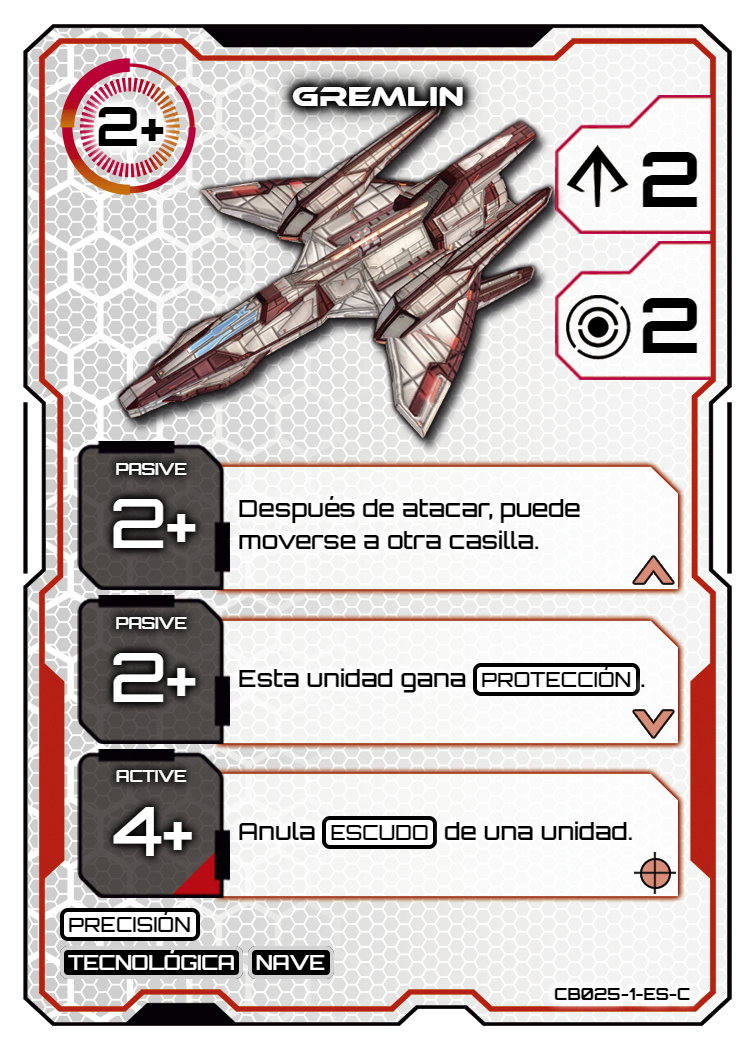 GREMLIN
2+
2
2
PASIVE
2+
Después de atacar, puede
moverse a otra casilla.
PASIVE
2+
Esta unidad gana PROTECCIÓN.
ACTIVE
4+
Anula ESCUDO de una unidad.
PRECISIÓN
TECNOLÓGICA NAVE
CB025-1-ES-C